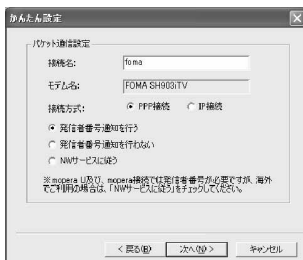 かんたん設定
パケット通信設定
接続名: foma
モデム名: FOMA SH903iTV
接続方式: PPP接続 IP接続
発信者番号通知を行う
発信者番号通知を行わない
NWサービスに従う
※mopera U及び、mopera接続では発信者番号が必要ですが、海外
でご利用の場合は、「NWサービスに従う」をチェックしてください。
< 戻る(B) 次へ(N) > キャンセル